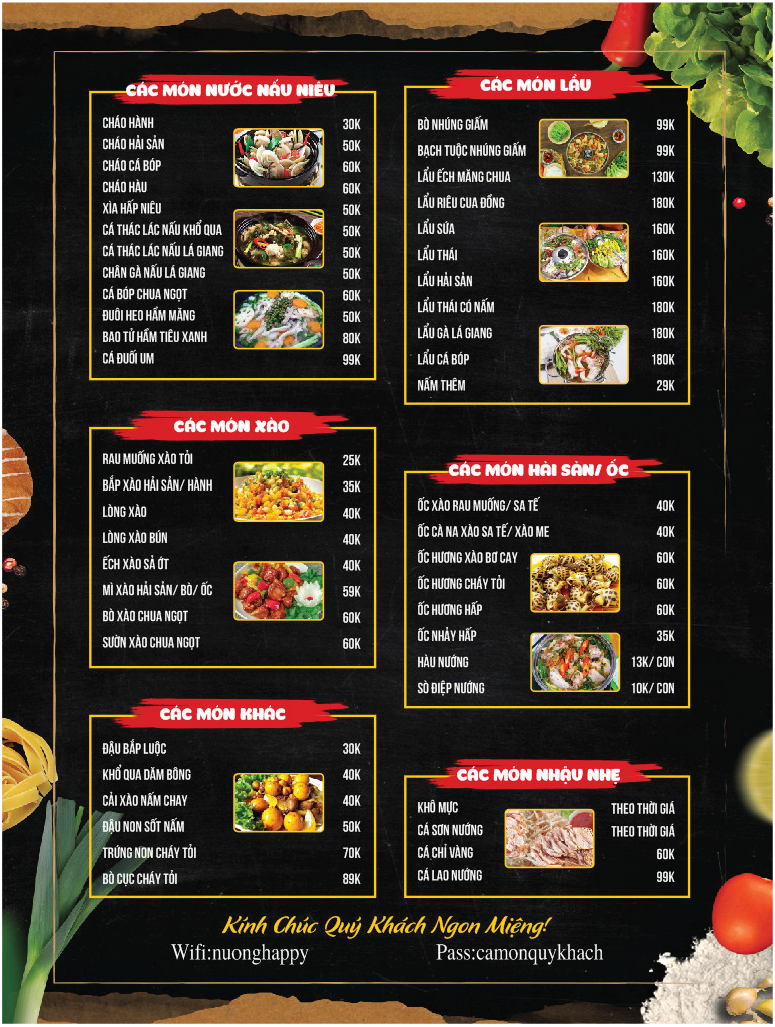 CÁC MÓN NƯỚC NẤU NIÊU
CHÁO HÀNH 30K
CHÁO HẢI SẢN 50K
CHÁO CÁ BÓP 60K
CHÁO HÀU 60K
XÌA HẤP NIÊU 50K
CÁ THÁC LÁC NẤU KHỔ QUA 50K
CÁ THÁC LÁC NẤU LÁ GIANG 50K
CHÂN GÀ NẤU LÁ GIANG 50K
CÁ BÓP CHUA NGỌT 60K
ĐUÔI HEO HẦM MĂNG 50K
BAO TỬ HẦM TIÊU XANH 80K
CÁ ĐUỐI UM 99K
CÁC MÓN XÀO
RAU MUỐNG XÀO TỎI 25K
BẮP XÀO HẢI SẢN/ HÀNH 35K
LÒNG XÀO 40K
LÒNG XÀO BÚN 40K
ẾCH XÀO SẢ ỚT 40K
MÌ XÀO HẢI SẢN/ BÒ/ ỐC 59K
BÒ XÀO CHUA NGỌT 60K
SƯỜN XÀO CHUA NGỌT 60K
CÁC MÓN KHÁC
ĐẬU BẮP LUỘC 30K
KHỔ QUA DĂM BÔNG 40K
CẢI XÀO NẤM CHAY 40K
ĐẬU NON SỐT NẤM 50K
TRỨNG NON CHÁY TỎI 70K
BÒ CỤC CHÁY TỎI 89K
CÁC MÓN LẨU
BÒ NHÚNG GIẤM 99K
BẠCH TUỘC NHÚNG GIẤM 99K
LẨU ẾCH MĂNG CHUA 130K
LẨU RIÊU CUA ĐỒNG 180K
LẨU SỨA 160K
LẨU THÁI 160K
LẨU HẢI SẢN 160K
LẨU THÁI CÓ NẤM 180K
LẨU GÀ LÁ GIANG 180K
LẨU CÁ BÓP 180K
NẤM THÊM 29K
CÁC MÓN HẢI SẢN/ ỐC
ỐC XÀO RAU MUỐNG/ SA TẾ 40K
ỐC CÀ NA XÀO SA TẾ/ XÀO ME 40K
ỐC HƯƠNG XÀO BƠ CAY 60K
ỐC HƯƠNG CHÁY TỎI 60K
ỐC HƯƠNG HẤP 60K
ỐC NHẢY HẤP 35K
HÀU NƯỚNG 13K/ CON
SÒ ĐIỆP NƯỚNG 10K/ CON
CÁC MÓN NHẬU NHẸ
KHÔ MỰC THEO THỜI GIÁ
CÁ SƠN NƯỚNG THEO THỜI GIÁ
CÁ CHỈ VÀNG 60K
CÁ LAO NƯỚNG 99K
Kính Chúc Quý Khách Ngon Miệng!
Wifi:nuonghappy Pass:camonquykhach